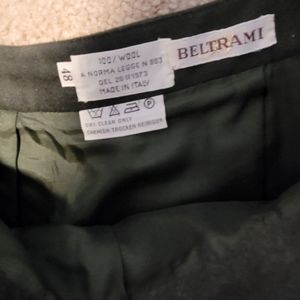 100/WOOL
A NORMA LEGGE N 883
DEL 26/11/1973
MADE IN ITALY
48
BELTRAMI
DRY CLEAN ONLY
CHEMISCH TROCKEN REINIGEN